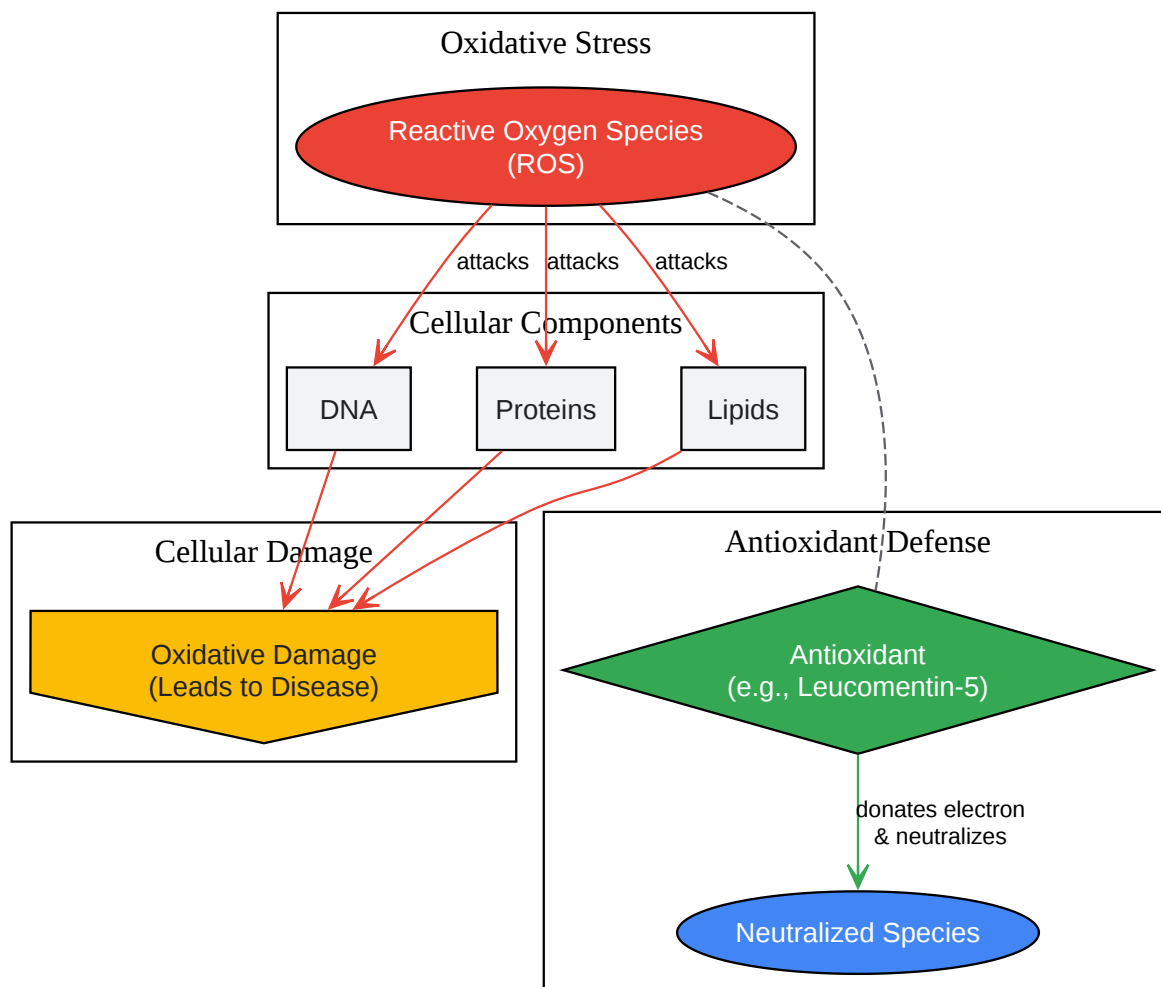 Oxidative Stress
Reactive Oxygen Species
(ROS)
attacks
attacks
attacks
Cellular Components
DNA
Proteins
Lipids
Cellular Damage
Oxidative Damage
(Leads to Disease)
Antioxidant Defense
Antioxidant
(e.g., Leucomentin-5)
donates electron
& neutralizes
Neutralized Species